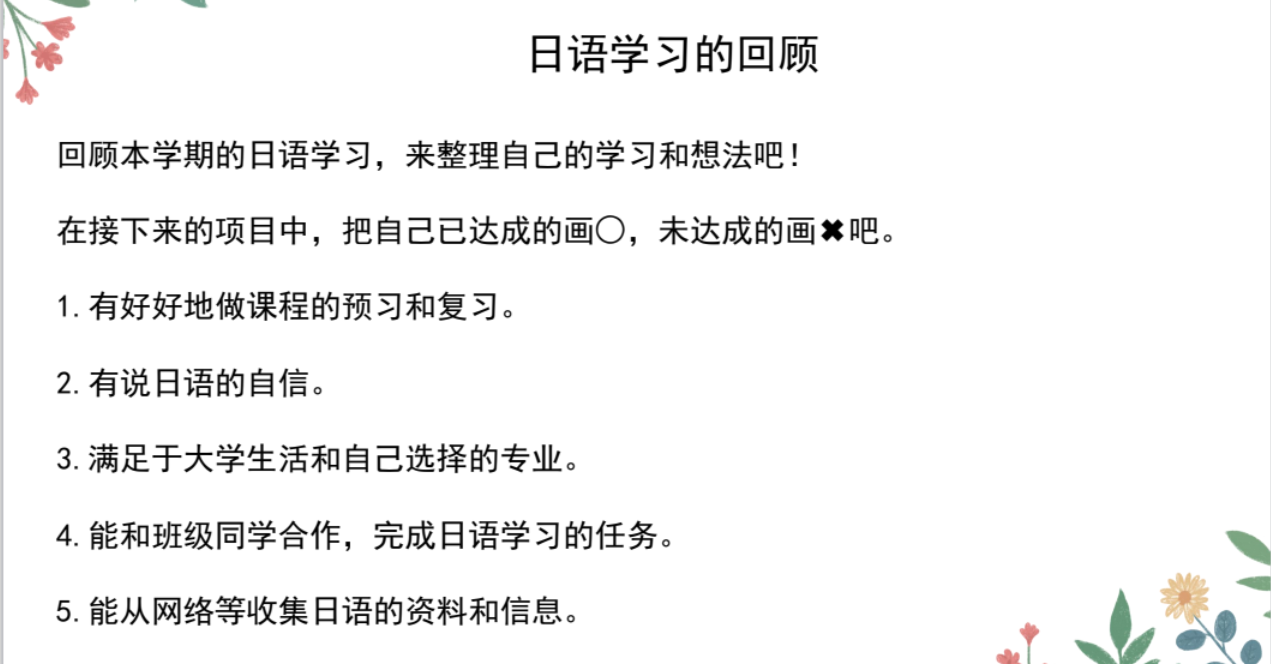 日语学习的回顾
回顾本学期的日语学习，来整理自己的学习和想法吧！
在接下来的项目中，把自己已达成的画〇，未达成的画✖吧。
1.有好好地做课程的预习和复习。
2.有说日语的自信。
3.满足于大学生活和自己选择的专业。
4.能和班级同学合作，完成日语学习的任务。
5.能从网络等收集日语的资料和信息。